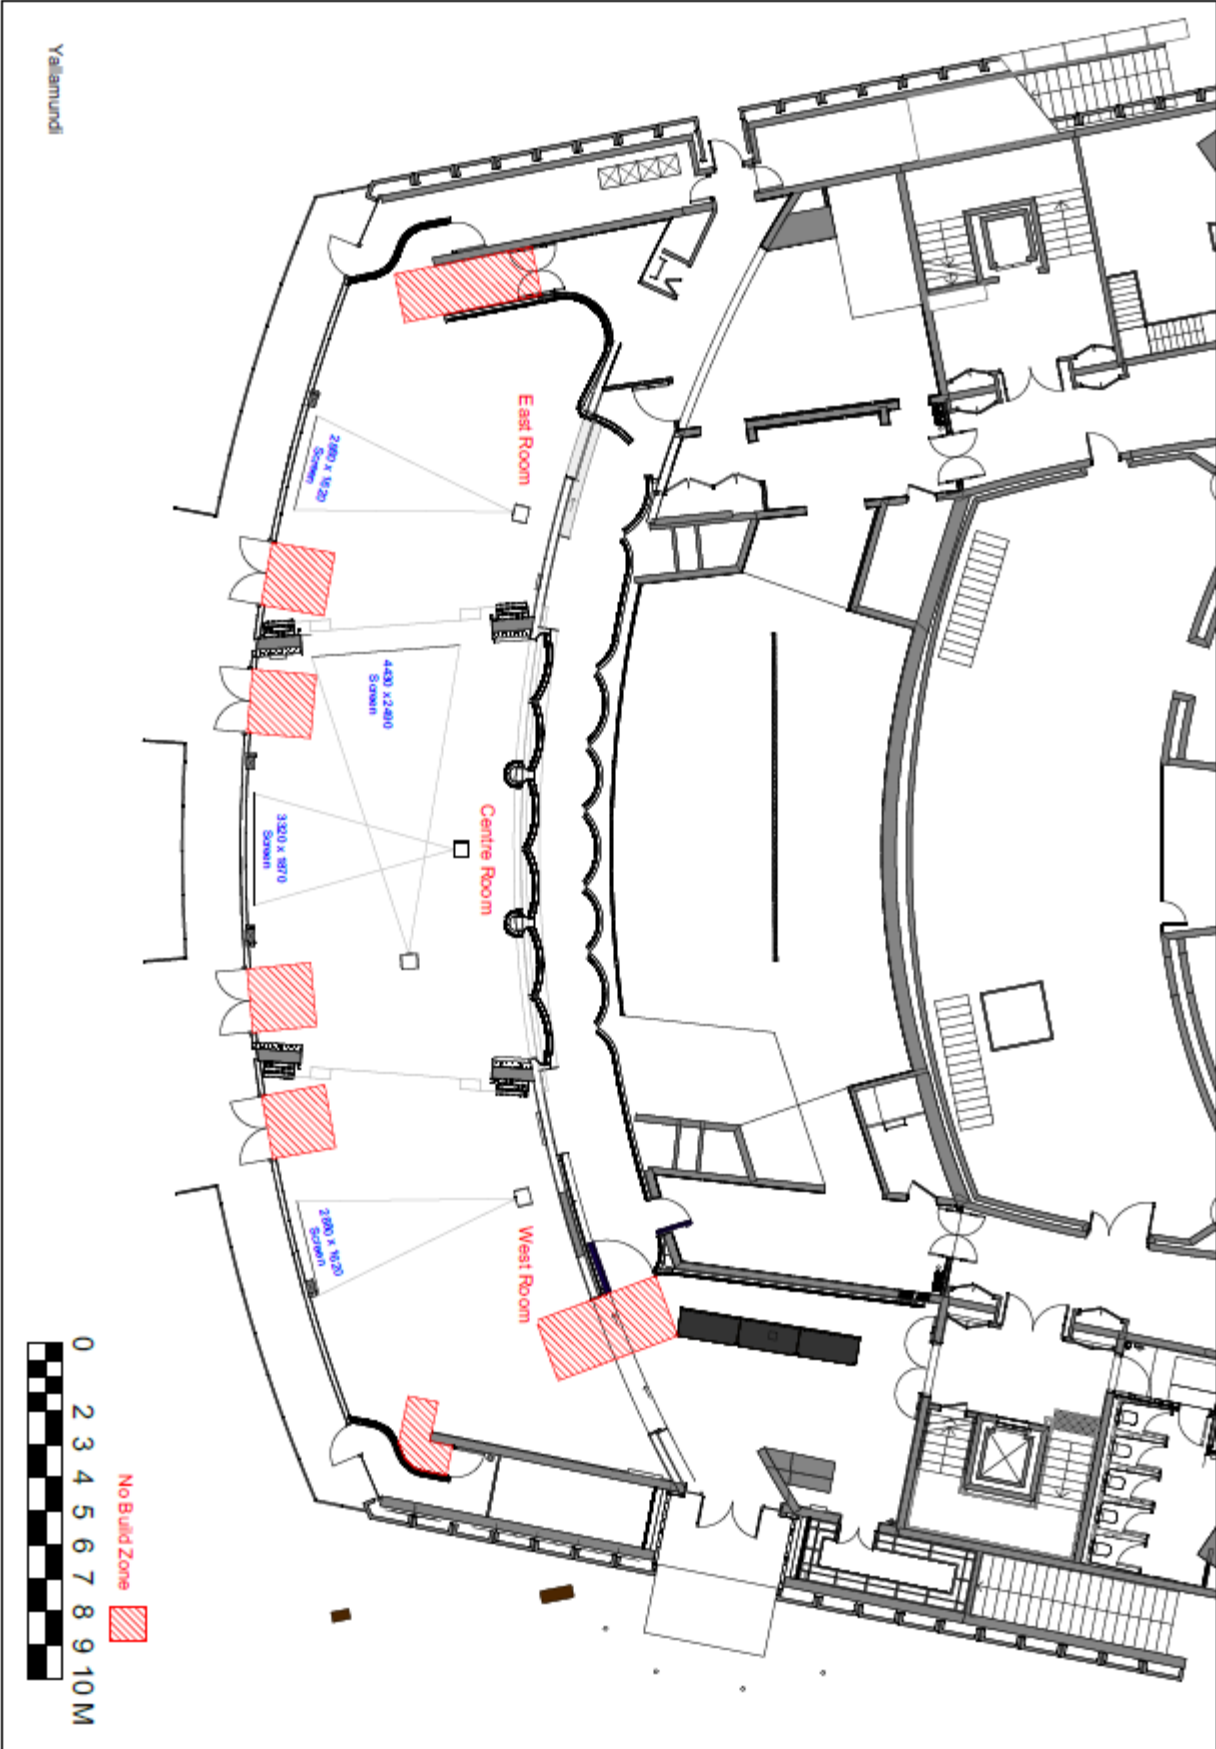 Yallamundi
East Room
2880 x 1620
Screen
4430 x 2490
Screen
Centre Room
3320 x 1870
Screen
West Room
2880 x 1620
Screen
0 2 3 4 5 6 7 8 9 10 M
No Build Zone